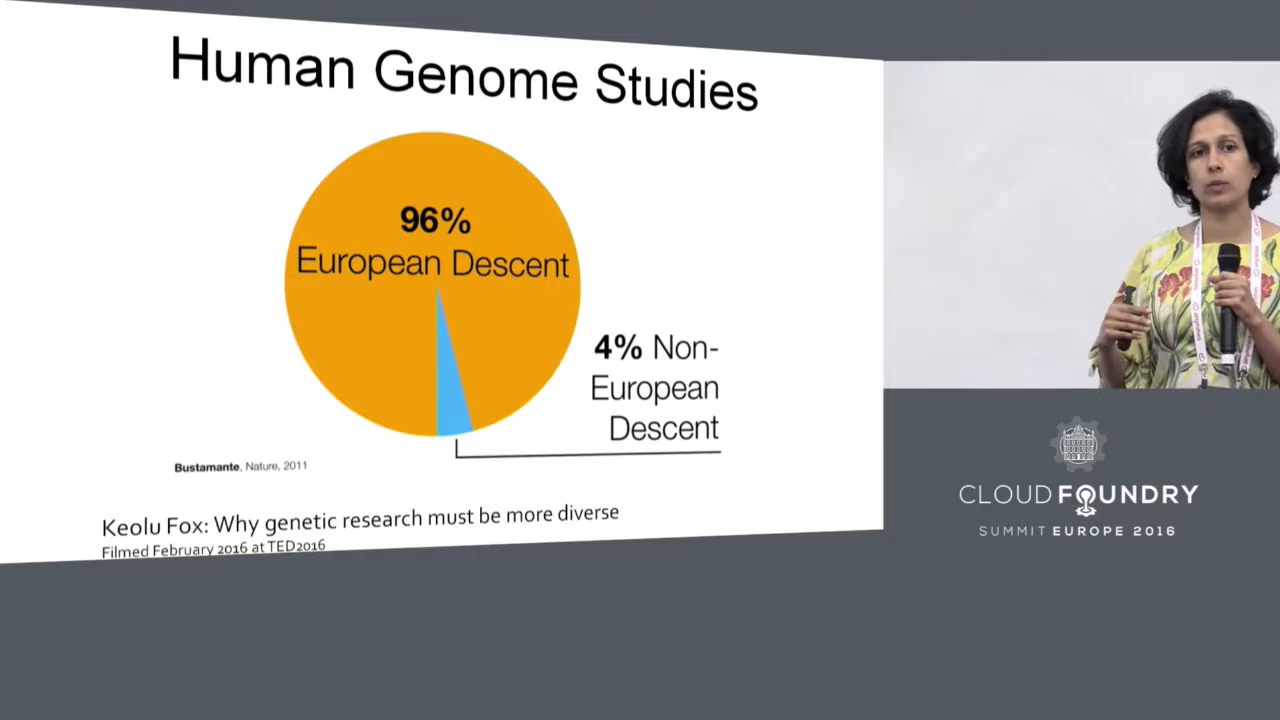 Human Genome Studies
96%
European Descent
4% Non-
European
Descent
Bustamante, Nature, 2011
Keolu Fox: Why genetic research must be more diverse
Filmed February 2016 at TED2016
CLOUD FOUNDRY
SUMMIT EUROPE 2016